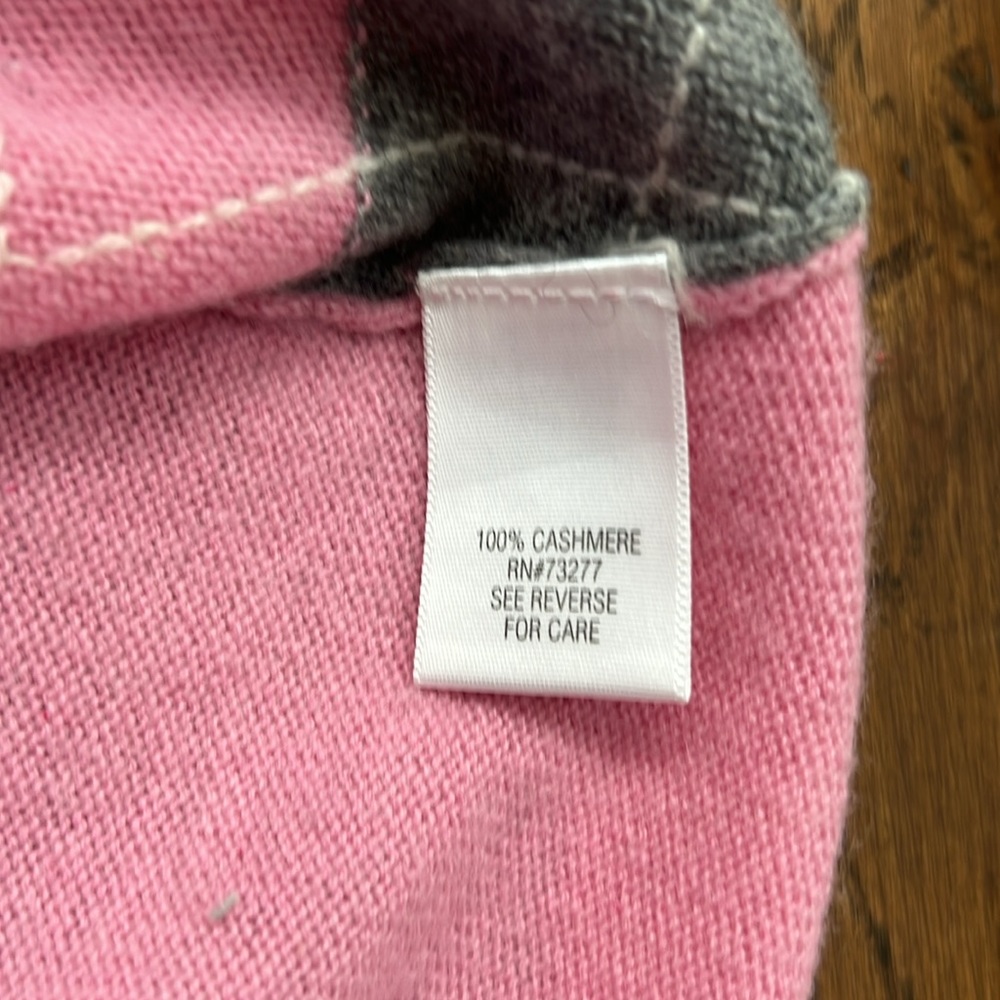 100% CASHMERE
RN#73277
SEE REVERSE
FOR CARE